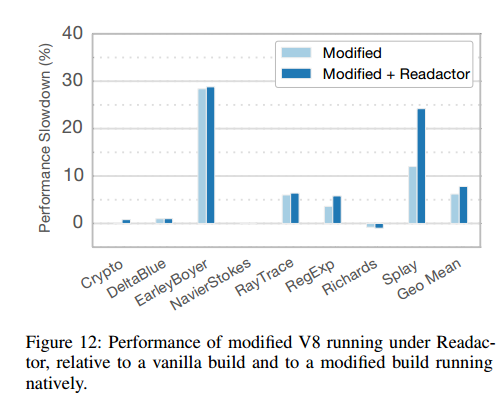 40
30
20
10
0
Performance Slowdown (%)
Modified
Modified + Readactor
Crypto
DeltaBlue
EarleyBoyer
NavierStokes
RayTrace
RegExp
Richards
Splay
Geo Mean
Figure 12: Performance of modified V8 running under Readac-
tor, relative to a vanilla build and to a modified build running
natively.